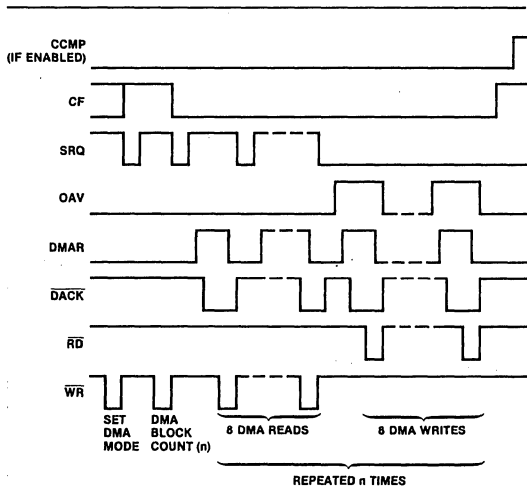 CCMP
(IF ENABLED)
CF
SRQ
OAV
DMAR
DACK
RD
WR
SET
DMA
MODE
DMA
BLOCK
COUNT (n)
8 DMA READS
8 DMA WRITES
REPEATED n TIMES